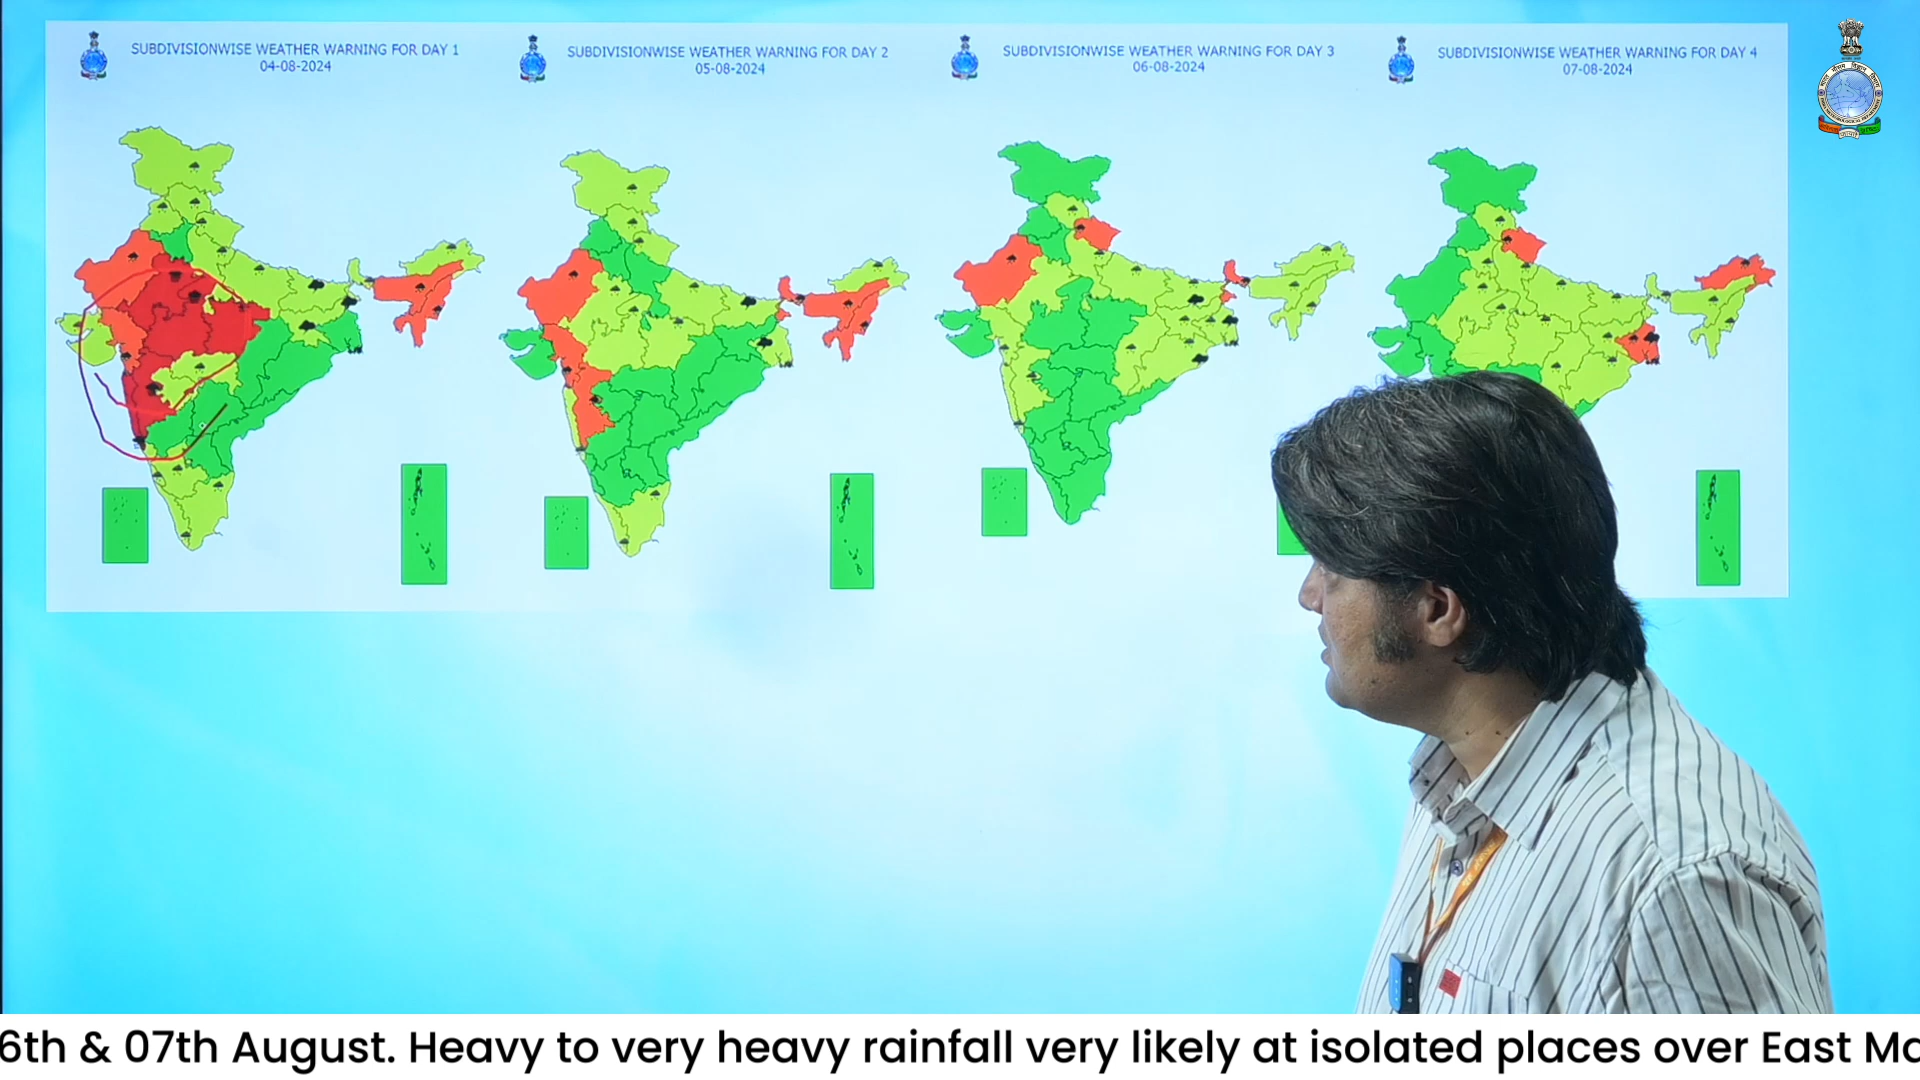 SUBDIVISIONWISE WEATHER WARNING FOR DAY 1
04-08-2024
SUBDIVISIONWISE WEATHER WARNING FOR DAY 2
05-08-2024
SUBDIVISIONWISE WEATHER WARNING FOR DAY 3
06-08-2024
SUBDIVISIONWISE WEATHER WARNING FOR DAY 4
07-08-2024
6th & 07th August. Heavy to very heavy rainfall very likely at isolated places over East Ma